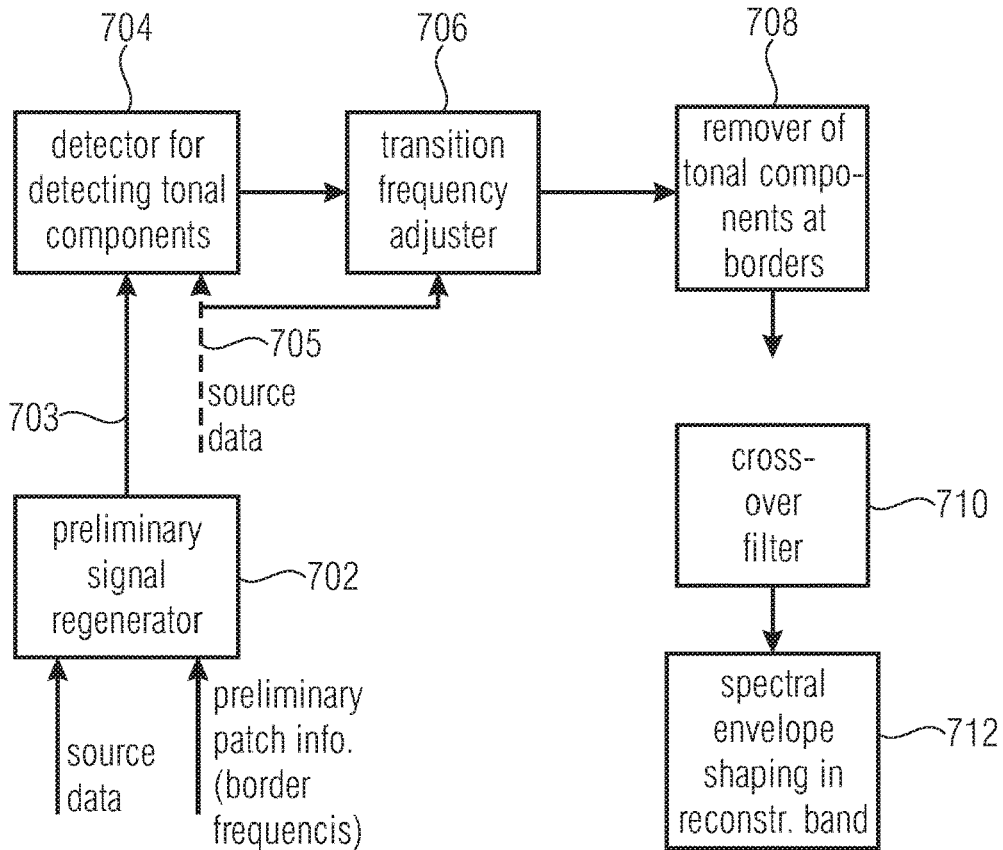 704
706
708
detector for
detecting tonal
components
transition
frequency
adjuster
remover of
tonal compo-
nents at
borders
705
source
data
703
cross-
over
filter
710
preliminary
signal
regenerator
702
source
data
preliminary
patch info.
(border
frequencis)
spectral
envelope
shaping in
reconstr. band
712